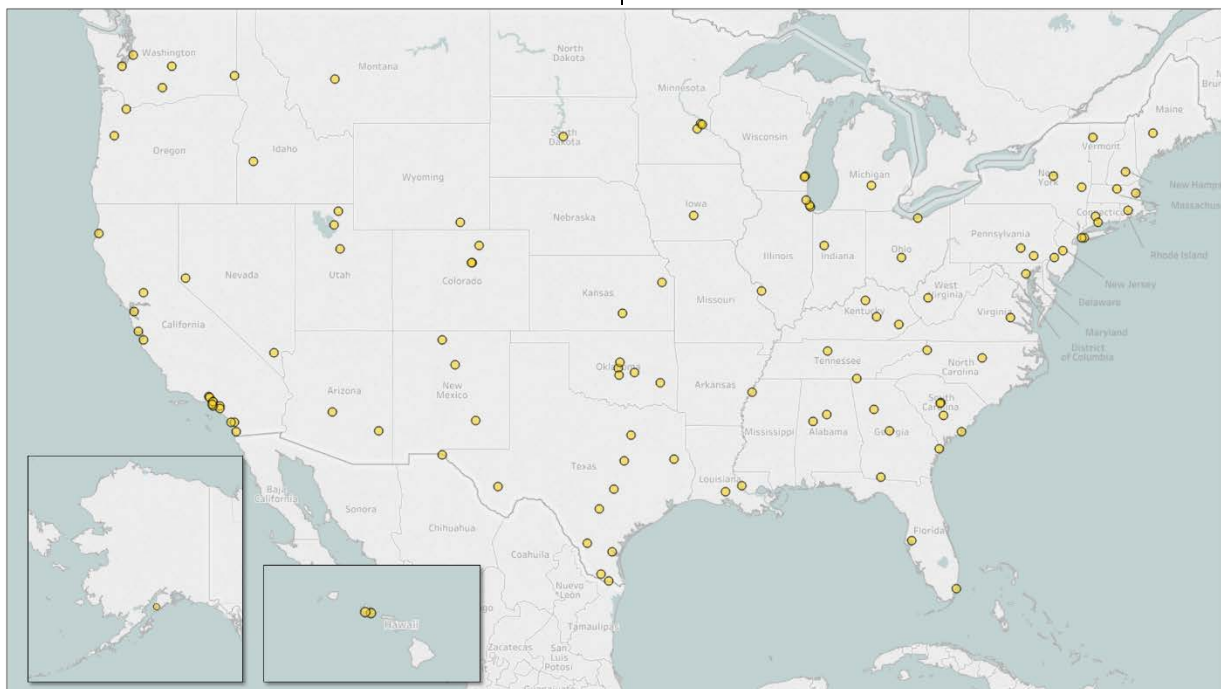 Washington
Montana
North
Dakota
Minnesota
Maine
South
Dakota
Wisconsin
Vermont
Oregon
Idaho
Michigan
New
York
New Hamp
Wyoming
Massachus
Iowa
Connecticut
Nebraska
Pennsylvania
Rhode Island
Nevada
Utah
Illinois
Indiana
Ohio
Colorado
New Jersey
West
Virginia
Delaware
Kansas
Missouri
Kentucky
Virginia
California
Maryland
District
of Columbia
Tennessee
North
Carolina
Oklahoma
Arkansas
Arizona
New
Mexico
South
Carolina
Mississippi
Alabama
Georgia
Texas
Louisiana
Baja
California
Sonora
Chihuahua
Florida
Coahuila
Nuevo
León
Hawaii
Tamaulipas
Zacatecas
San
Luis
Potosí